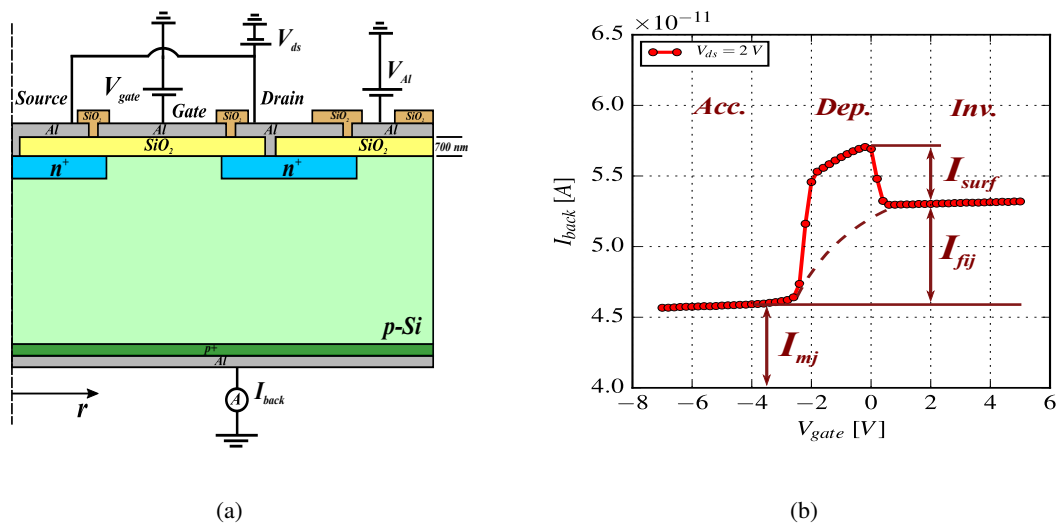 V_ds
V_gate
V_Al
Source
Gate
Drain
SiO₂
SiO₂
SiO₂
SiO₂
Al
Al
Al
Al
SiO₂
SiO₂
700 nm
n⁺
n⁺
p-Si
p+
Al
A
I_back
r
(a)
×10⁻¹¹
6.5
6.0
5.5
5.0
4.5
4.0
I_back [A]
V_ds = 2 V
Acc.
Dep.
Inv.
I_surf
I_fij
I_mj
−8
−6
−4
−2
0
2
4
6
V_gate [V]
(b)